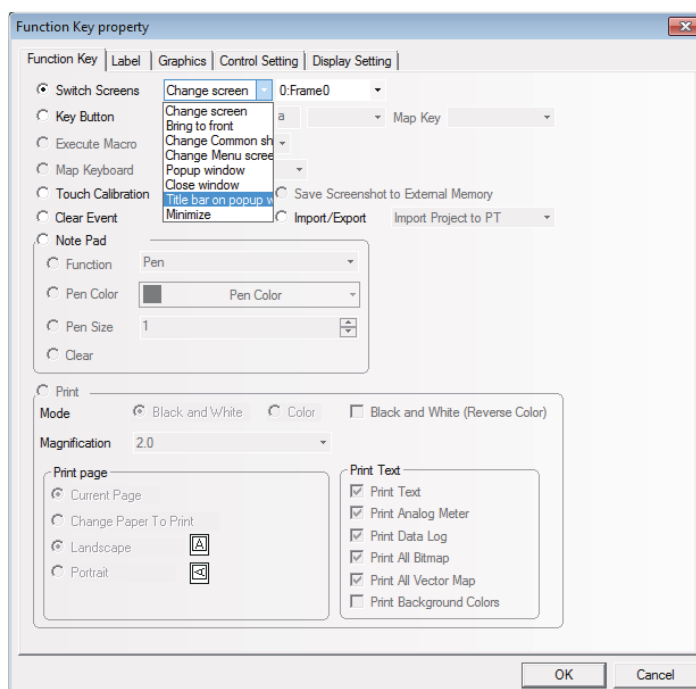 Function Key property
Function Key Label Graphics Control Setting Display Setting
Switch Screens Change screen 0:Frame0
Change screen
Key Button a Map Key
Bring to front
Execute Macro Change Common sh
Change Menu scree
Map Keyboard Popup window
Close window
Touch Calibration Title bar on popup w Save Screenshot to External Memory
Clear Event Minimize Import/Export Import Project to PT
Note Pad
Function Pen
Pen Color Pen Color
Pen Size 1
Clear
Print
Mode Black and White Color Black and White (Reverse Color)
Magnification 2.0
Print page
Current Page
Change Paper To Print
Landscape A
Portrait A
Print Text
Print Text
Print Analog Meter
Print Data Log
Print All Bitmap
Print All Vector Map
Print Background Colors
OK Cancel